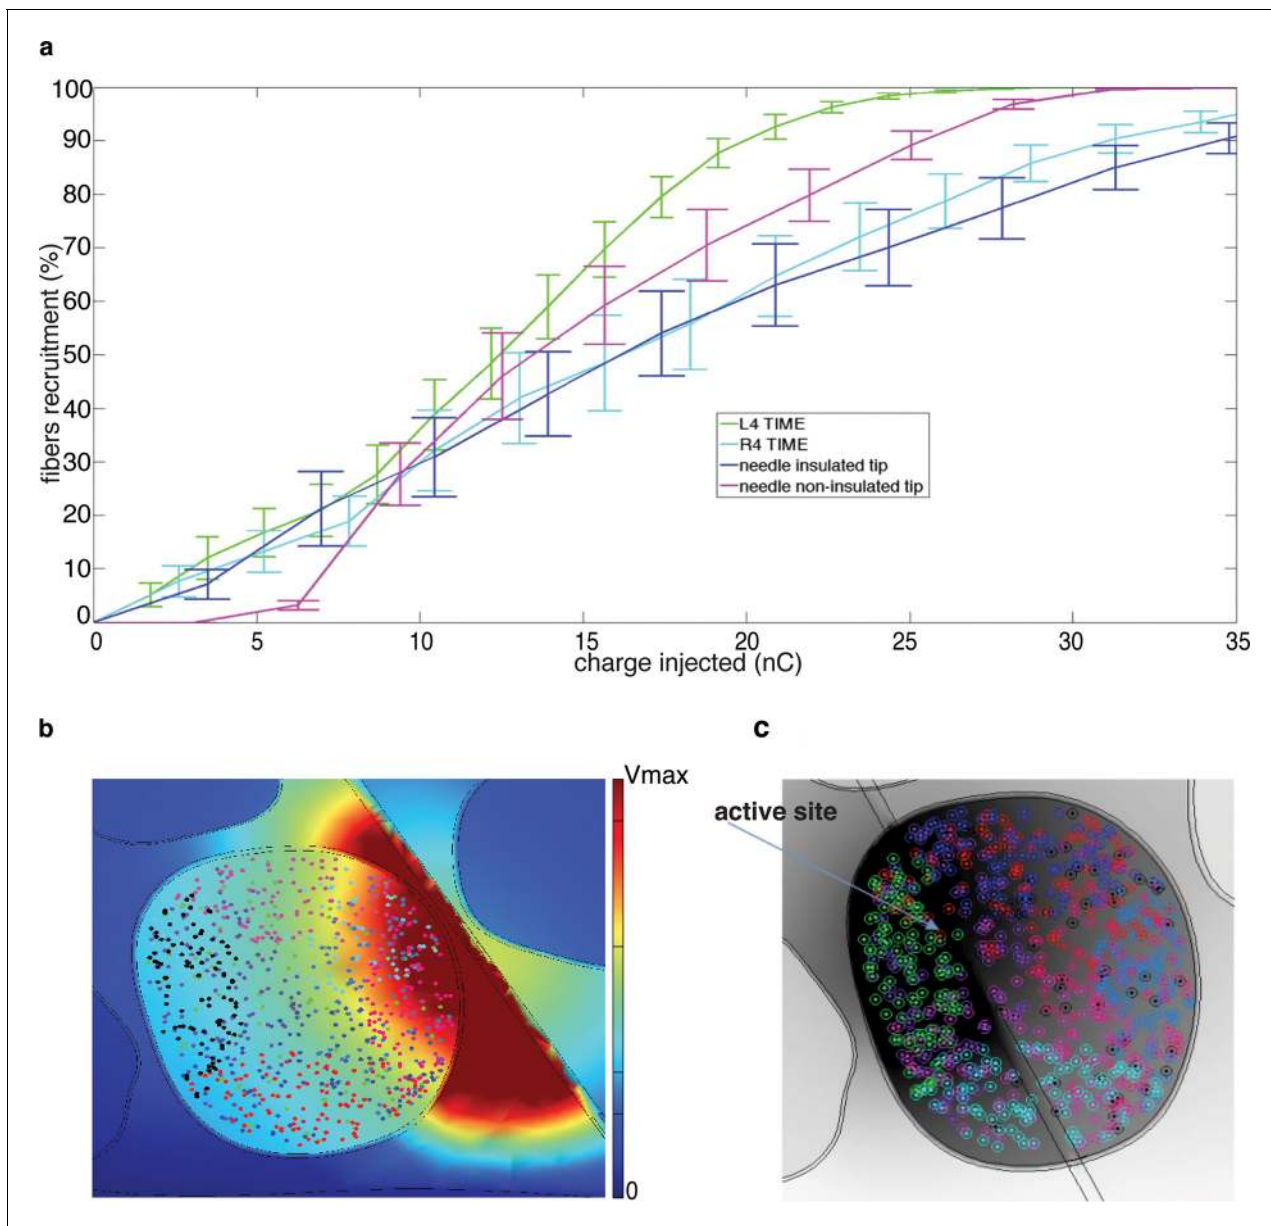 a
100
90
80
70
60
50
40
30
20
10
0
fibers recruitment (%)
0 5 10 15 20 25 30 35
charge injected (nC)
L4 TIME
R4 TIME
needle insulated tip
needle non-insulated tip
b
Vmax
0
c
active site